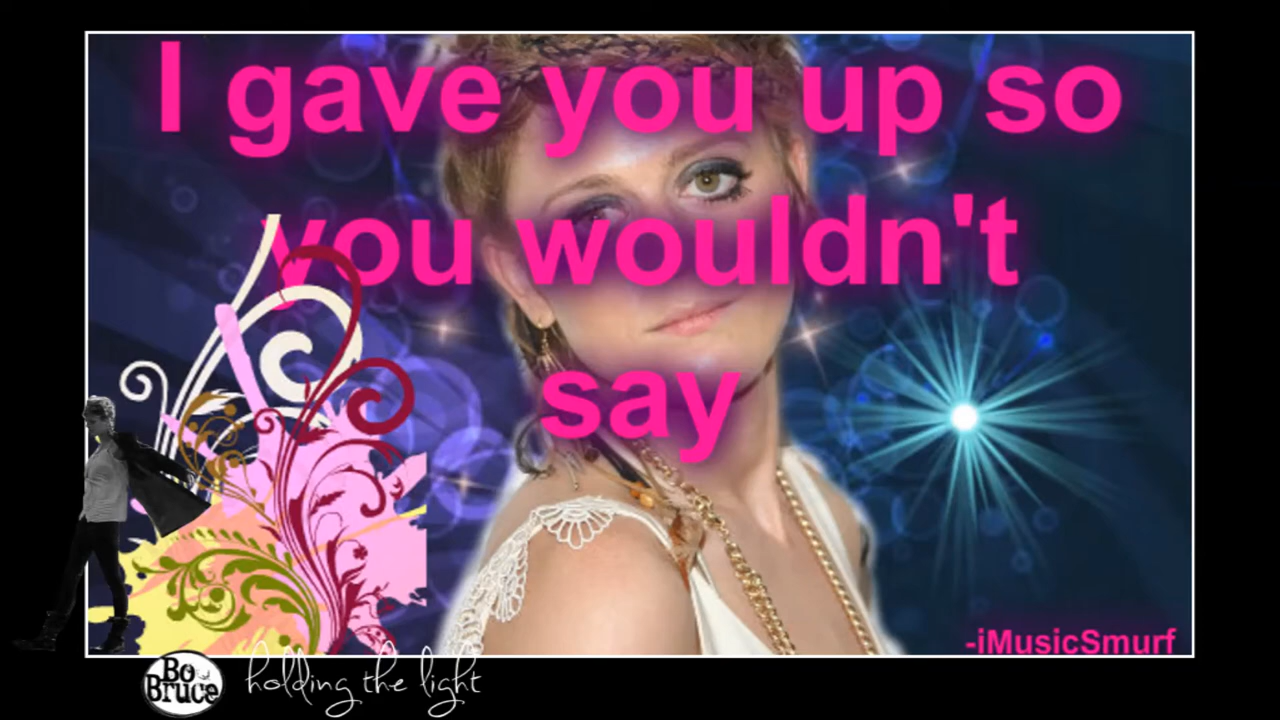 I gave you up so
you wouldn't
say
-iMusicSmurf
Bo
Bruce
holding the light